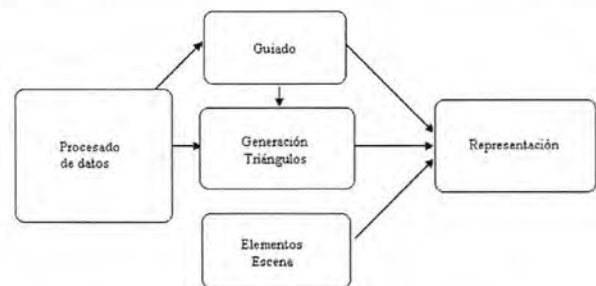 Guiado
Procesado
de datos
Generación
Triángulos
Representación
Elementos
Escena